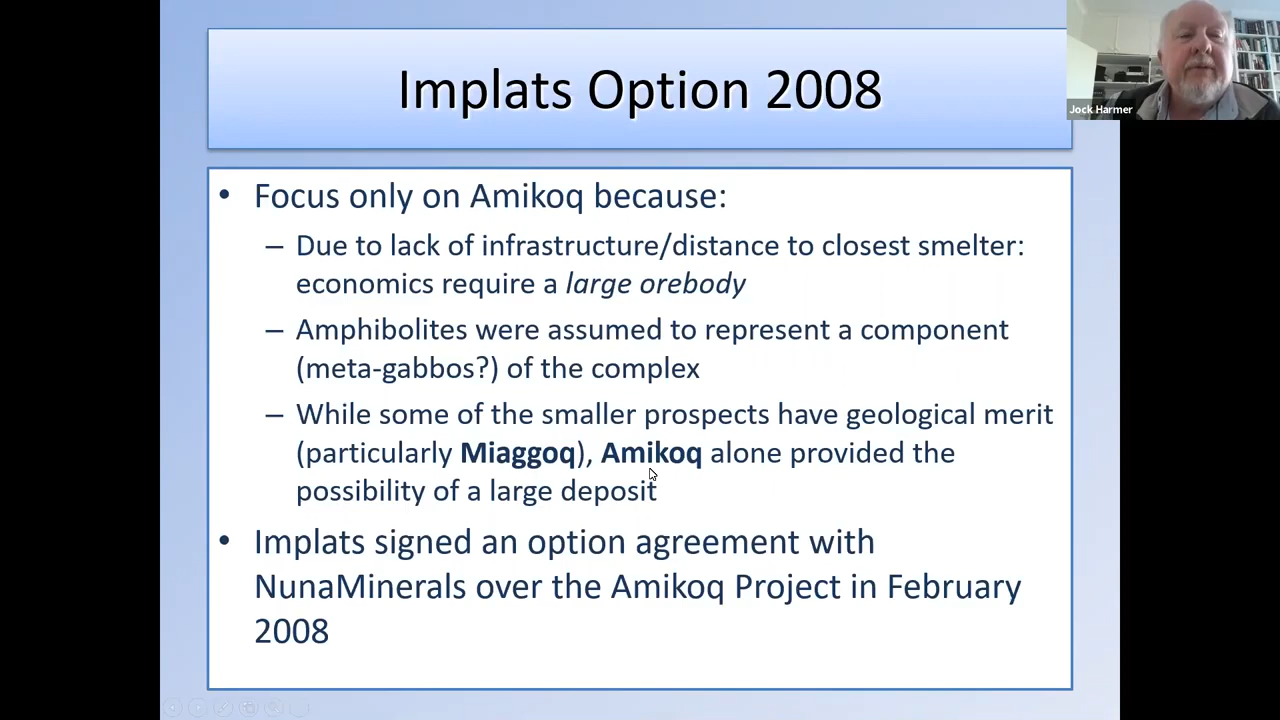 Implats Option 2008
Jock Harmer
• Focus only on Amikoq because:
– Due to lack of infrastructure/distance to closest smelter:
economics require a large orebody
– Amphibolites were assumed to represent a component
(meta-gabbos?) of the complex
– While some of the smaller prospects have geological merit
(particularly Miaggoq), Amikoq alone provided the
possibility of a large deposit
• Implats signed an option agreement with
NunaMinerals over the Amikoq Project in February
2008